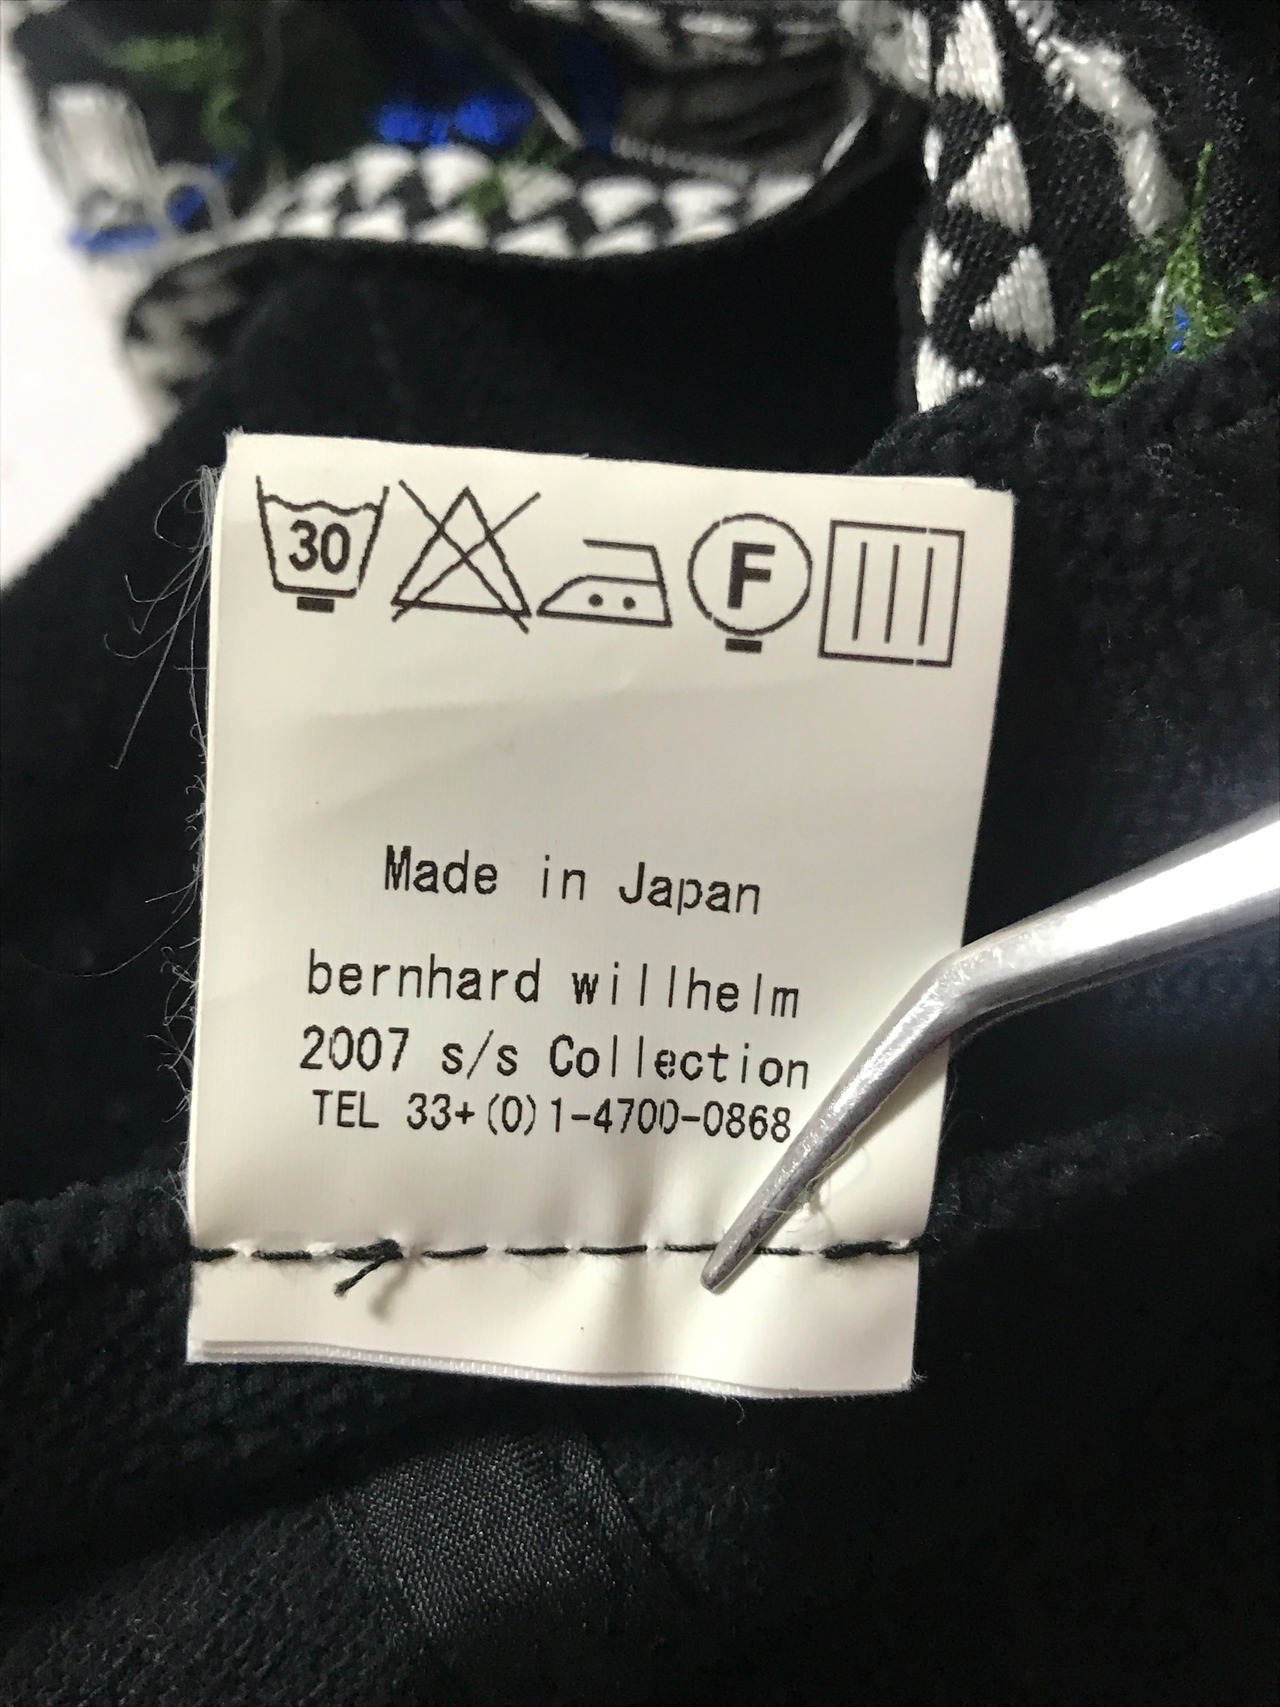 30 F
Made in Japan
bernhard willhelm
2007 s/s Collection
TEL 33+(0)1-4700-0868